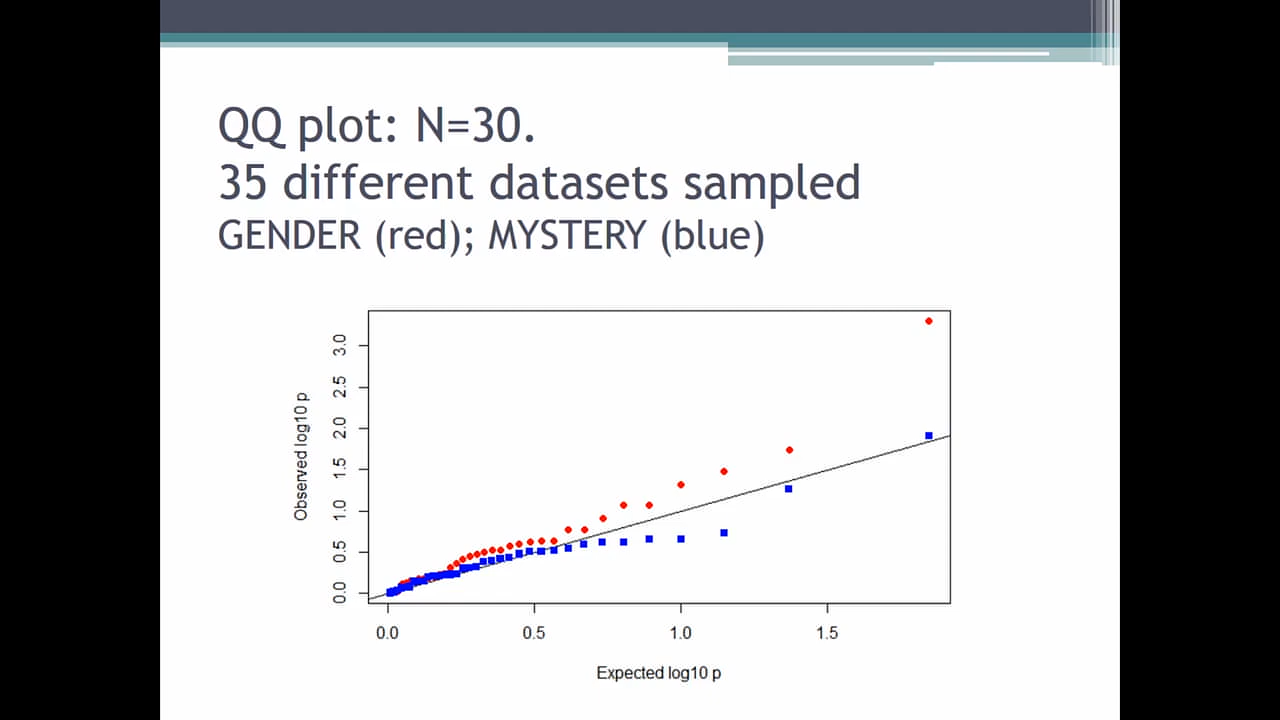 QQ plot: N=30.
35 different datasets sampled
GENDER (red); MYSTERY (blue)
Observed log10 p
3.0
2.5
2.0
1.5
1.0
0.5
0.0
0.0 0.5 1.0 1.5
Expected log10 p